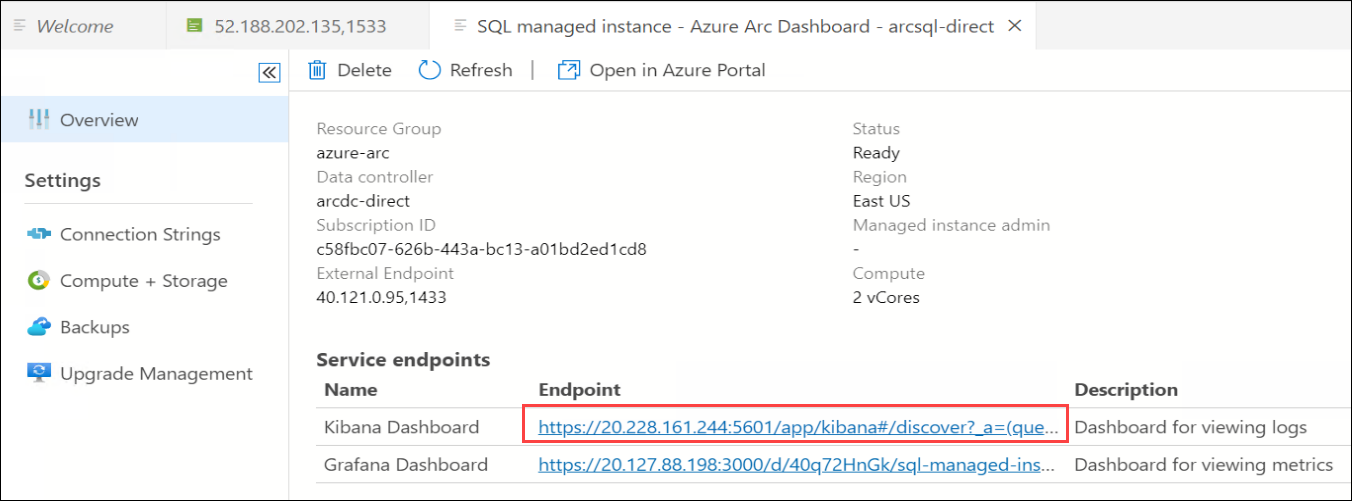 Welcome 52.188.202.135,1533 SQL managed instance - Azure Arc Dashboard - arcsql-direct
Delete Refresh | Open in Azure Portal
Overview
Settings
Connection Strings
Compute + Storage
Backups
Upgrade Management
Resource Group
azure-arc
Data controller
arcdc-direct
Subscription ID
c58fbc07-626b-443a-bc13-a01bd2ed1cd8
External Endpoint
40.121.0.95,1433
Status
Ready
Region
East US
Managed instance admin
-
Compute
2 vCores
Service endpoints
Name Endpoint Description
Kibana Dashboard https://20.228.161.244:5601/app/kibana#/discover?_a=(que... Dashboard for viewing logs
Grafana Dashboard https://20.127.88.198:3000/d/40q72HnGk/sql-managed-ins... Dashboard for viewing metrics